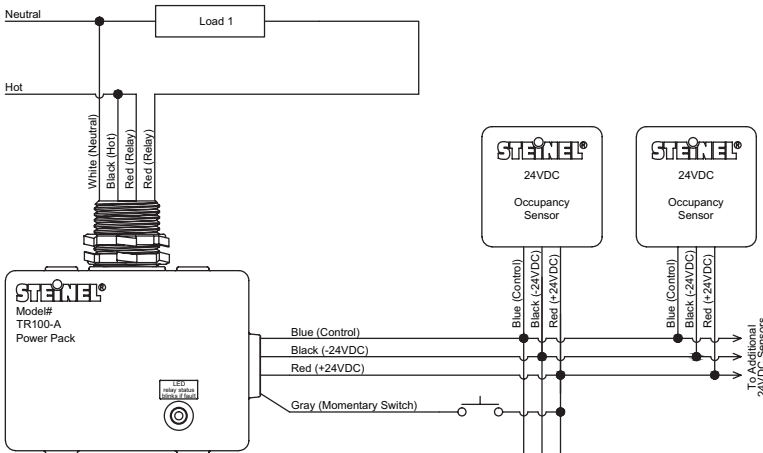 Neutral
Load 1
Hot
White (Neutral)
Black (Hot)
Red (Relay)
Red (Relay)
STEINEL®
24VDC
Occupancy
Sensor
STEINEL®
24VDC
Occupancy
Sensor
Blue (Control)
Black (-24VDC)
Red (+24VDC)
Blue (Control)
Black (-24VDC)
Red (+24VDC)
STEINEL®
Model#
TR100-A
Power Pack
LED
relay status
blinks if fault
Blue (Control)
Black (-24VDC)
Red (+24VDC)
Gray (Momentary Switch)
To Additional
24VDC Sensors